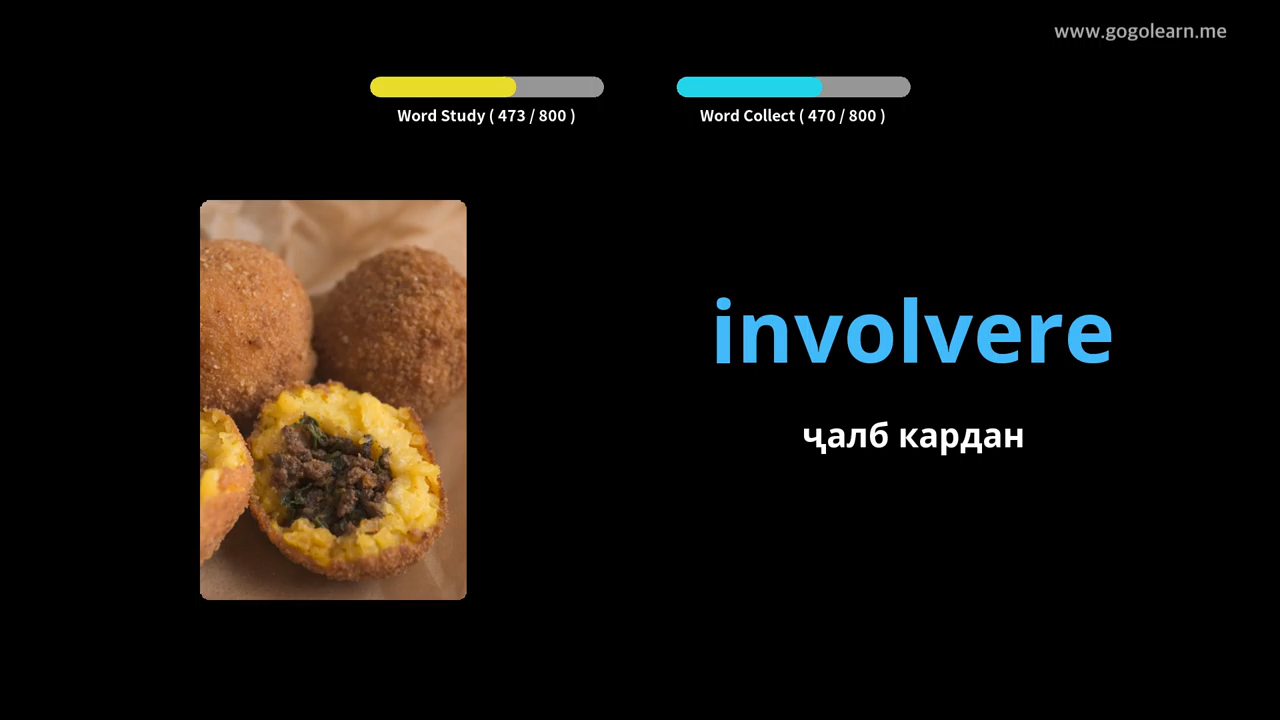 www.gogolearn.me
Word Study ( 473 / 800 )
Word Collect ( 470 / 800 )
involvere
ҷалб кардан